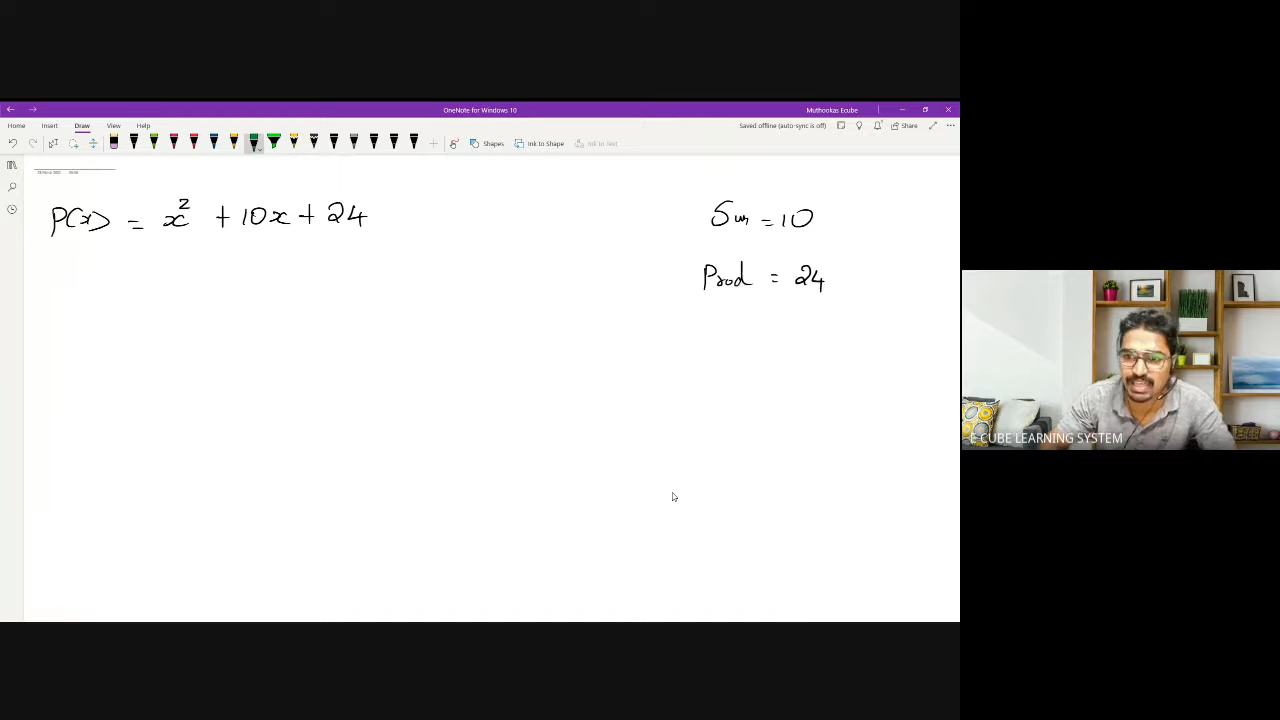 OneNote for Windows 10
Muthookas Ecube
Home Insert Draw View Help
Saved offline (auto-sync is off)
Share
Shapes
Ink to Shape
Ink to Text
P(x) = x² + 10x + 24
Sum = 10
Prod = 24
E CUBE LEARNING SYSTEM